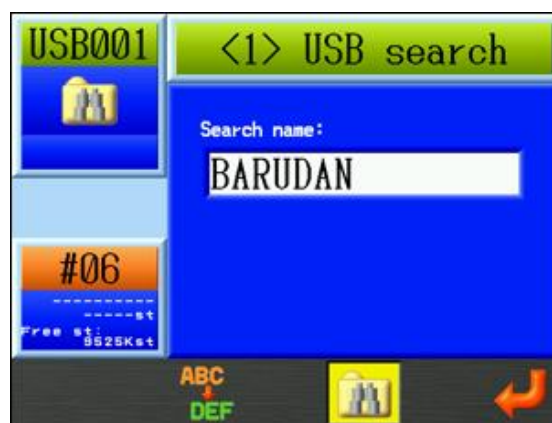 USB001
<1> USB search
Search name:
BARUDAN
#06
----------
-----st
Free st:
9525Kst
ABC
DEF